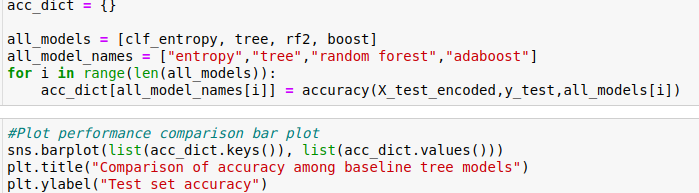 acc_dict = {}
all_models = [clf_entropy, tree, rf2, boost]
all_model_names = ["entropy","tree","random forest","adaboost"]
for i in range(len(all_models)):
    acc_dict[all_model_names[i]] = accuracy(X_test_encoded,y_test,all_models[i])
#Plot performance comparison bar plot
sns.barplot(list(acc_dict.keys()), list(acc_dict.values()))
plt.title("Comparison of accuracy among baseline tree models")
plt.ylabel("Test set accuracy")